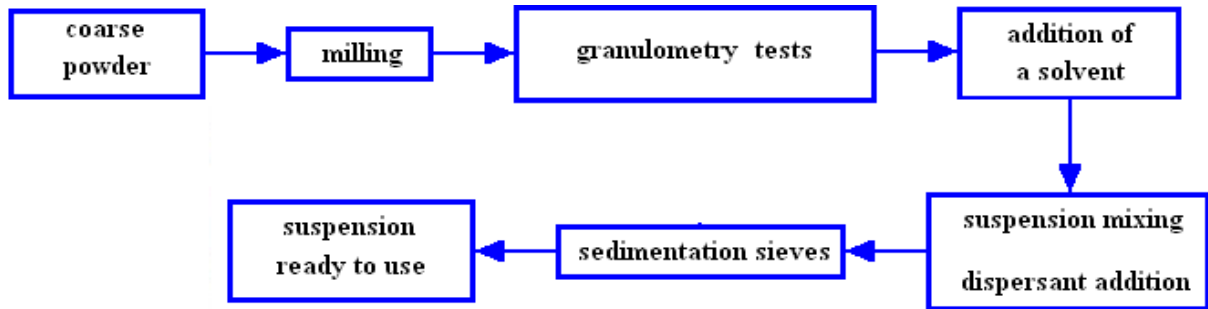 coarse
powder
milling
granulometry tests
addition of
a solvent
suspension mixing
dispersant addition
sedimentation sieves
suspension
ready to use